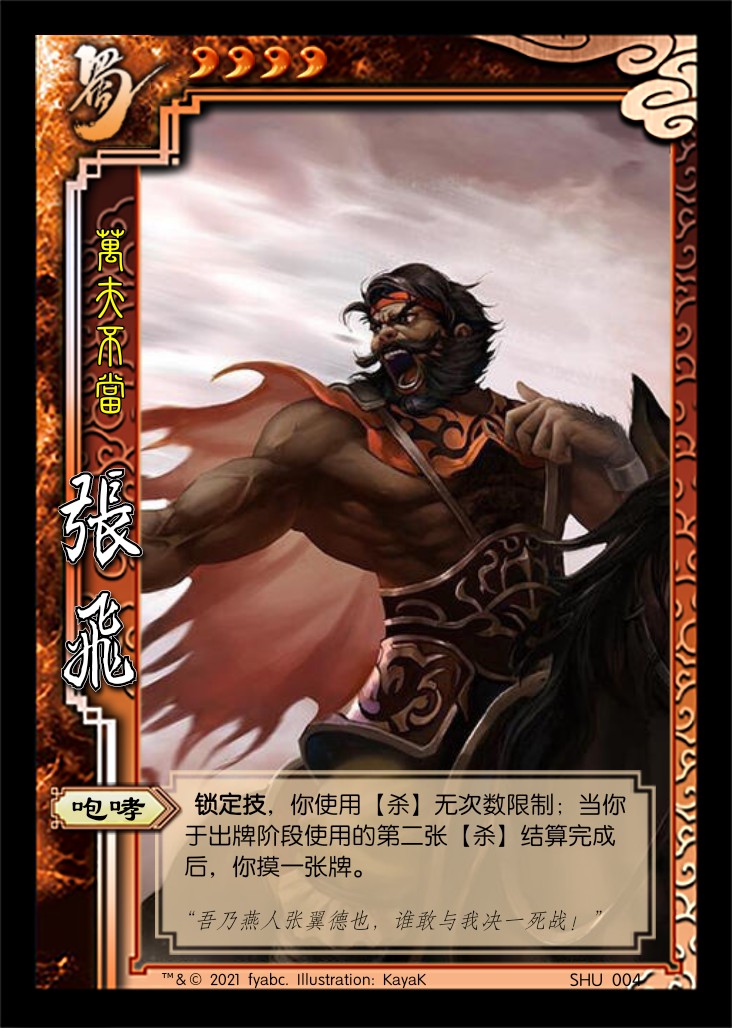 蜀
萬夫不當
張飛
咆哮
锁定技，你使用【杀】无次数限制；当你
于出牌阶段使用的第二张【杀】结算完成
后，你摸一张牌。
“吾乃燕人张翼德也，谁敢与我决一死战！”
™&© 2021 fyabc. Illustration: KayaK
SHU 004